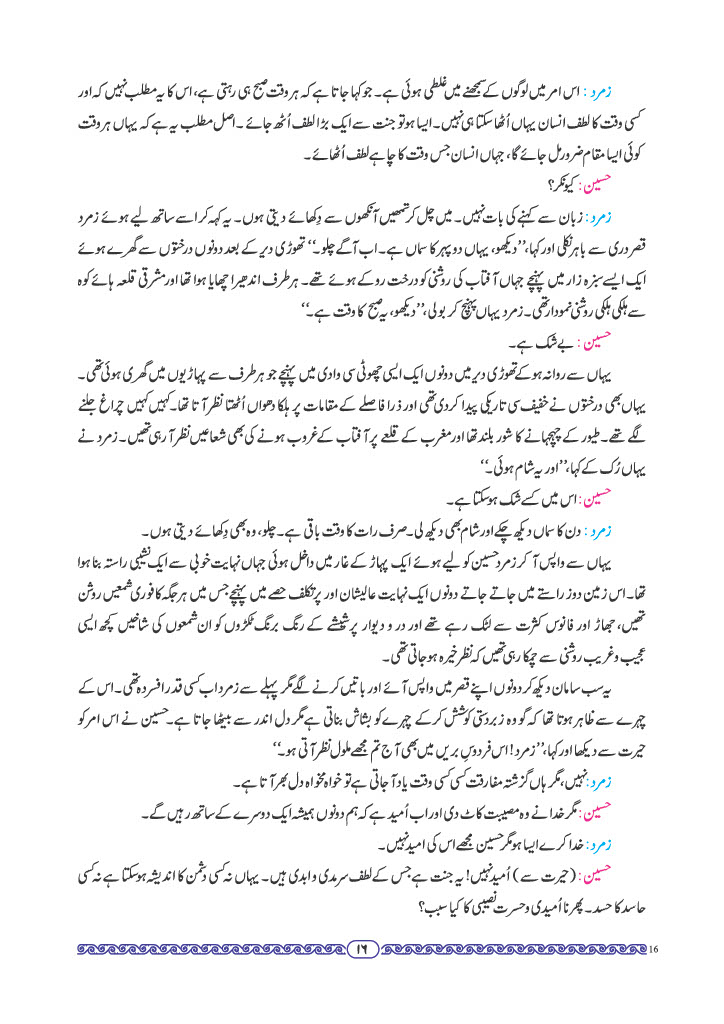 زمرد : اس امر میں لوگوں کے سمجھنے میں غلطی ہوئی ہے۔ جو کہا جاتا ہے کہ ہر وقت صبح ہی رہتی ہے، اس کا یہ مطلب نہیں کہ اور
کسی وقت کا لطف انسان یہاں اُٹھا سکتا ہی نہیں۔ ایسا ہو تو جنت سے ایک بڑا لطف اُٹھ جائے۔ اصل مطلب یہ ہے کہ یہاں ہر وقت
کوئی ایسا مقام ضرور مل جائے گا، جہاں انسان جس وقت کا چاہے لطف اُٹھائے۔
حسین : کیونکر؟
زمرد : زبان سے کہنے کی بات نہیں۔ میں چل کر تمھیں آنکھوں سے دِکھائے دیتی ہوں۔ یہ کہہ کر اسے ساتھ لیے ہوئے زمرد
قصر دری سے باہر نکلی اور کہا، ’’دیکھو، یہاں دوپہر کا سماں ہے۔ اب آگے چلو۔‘‘ تھوڑی دیر کے بعد دونوں درختوں سے گھرے ہوئے
ایک ایسے سبزہ زار میں پہنچے جہاں آفتاب کی روشنی کو درخت روکے ہوئے تھے۔ ہر طرف اندھیرا چھایا ہوا تھا اور مشرقی قلعہ ہائے کوہ
سے ہلکی ہلکی روشنی نمودار تھی۔ زمرد یہاں پہنچ کر بولی، ’’دیکھو، یہ صبح کا وقت ہے۔‘‘
حسین : بے شک ہے۔
یہاں سے روانہ ہو کے تھوڑی دیر میں دونوں ایک ایسی چھوٹی سی وادی میں پہنچے جو ہر طرف سے پہاڑیوں میں گھری ہوئی تھی۔
یہاں بھی درختوں نے خفیف سی تاریکی پیدا کردی تھی اور ذرا فاصلے کے مقامات پر ہلکا دھواں اُٹھتا نظر آتا تھا۔ کہیں کہیں چراغ جلنے
لگے تھے۔ طیور کے چہچہانے کا شور بلند تھا اور مغرب کے قلعے پر آفتاب کے غروب ہونے کی بھی شعاعیں نظر آرہی تھیں۔ زمرد نے
یہاں رُک کے کہا، ’’اور یہ شام ہوئی۔‘‘
حسین : اس میں کسے شک ہوسکتا ہے۔
زمرد : دن کا سماں دیکھ چکے اور شام بھی دیکھ لی۔ صرف رات کا وقت باقی ہے۔ چلو، وہ بھی دِکھائے دیتی ہوں۔
یہاں سے واپس آ کر زمرد حسین کو لیے ہوئے ایک پہاڑ کے غار میں داخل ہوئی جہاں نہایت خوبی سے ایک نشیبی راستہ بنا ہوا
تھا۔ اس زمین دوز راستے میں جاتے جاتے دونوں ایک نہایت عالیشان اور پر تکلف حصے میں پہنچے جس میں ہر جگہ کافوری شمعیں روشن
تھیں، جھاڑ اور فانوس کثرت سے لٹک رہے تھے اور در و دیوار پر شیشے کے رنگ برنگ ٹکڑوں کو ان شمعوں کی شاخیں کچھ ایسی
عجیب و غریب روشنی سے چمکا رہی تھیں کہ نظر خیرہ ہوجاتی تھی۔
یہ سب سامان دیکھ کر دونوں اپنے قصر میں واپس آئے اور باتیں کرنے لگے مگر پہلے سے زمرد اب کسی قدر افسردہ تھی۔ اس کے
چہرے سے ظاہر ہوتا تھا کہ گو وہ زبردستی کوشش کرکے چہرے کو بشاش بناتی ہے مگر دل اندر سے بیٹھا جاتا ہے۔ حسین نے اس امر کو
حیرت سے دیکھا اور کہا، ’’زمرد! اس فردوسِ بریں میں بھی آج تم مجھے ملول نظر آتی ہو۔‘‘
زمرد : نہیں، مگر ہاں گزشتہ مفارقت کسی کسی وقت یاد آجاتی ہے تو خواہ مخواہ دل بھر آتا ہے۔
حسین : مگر خدا نے وہ مصیبت کاٹ دی اور اب اُمید ہے کہ ہم دونوں ہمیشہ ایک دوسرے کے ساتھ رہیں گے۔
زمرد : خدا کرے ایسا ہو مگر حسین مجھے اس کی امید نہیں۔
حسین : (حیرت سے) اُمید نہیں! یہ جنت ہے جس کے لطف سرمدی و ابدی ہیں۔ یہاں نہ کسی دشمن کا اندیشہ ہوسکتا ہے نہ کسی
حاسد کا حسد۔ پھر نا اُمیدی و حسرت نصیبی کا کیا سبب؟
۱۶
16